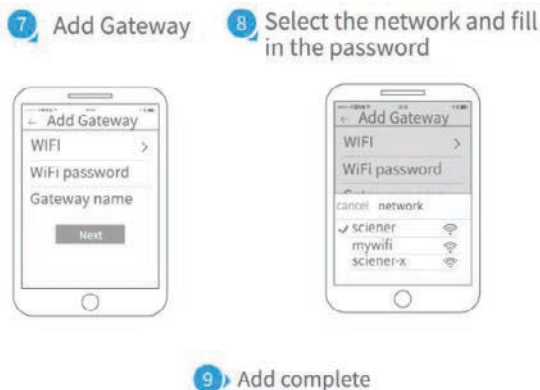 7 Add Gateway
8 Select the network and fill
in the password
← Add Gateway
WIFI >
WiFi password
Gateway name
Next
← Add Gateway
WIFI >
WiFi password
cancel network
✓ sciener
mywifi
sciener-x
9 Add complete